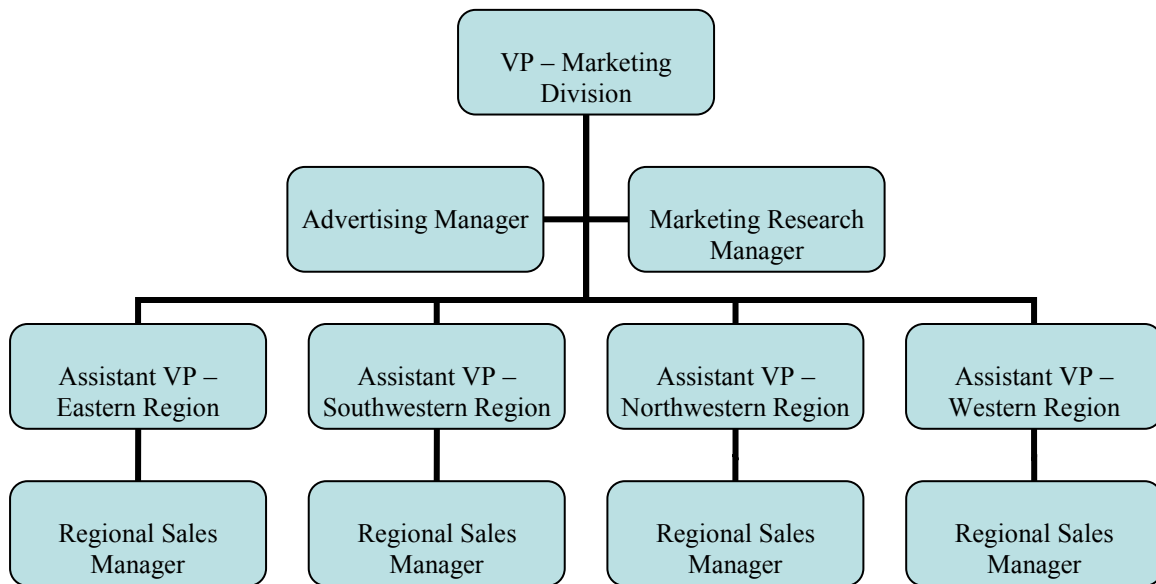 VP – Marketing
Division
Advertising Manager
Marketing Research
Manager
Assistant VP –
Eastern Region
Assistant VP –
Southwestern Region
Assistant VP –
Northwestern Region
Assistant VP –
Western Region
Regional Sales
Manager
Regional Sales
Manager
Regional Sales
Manager
Regional Sales
Manager